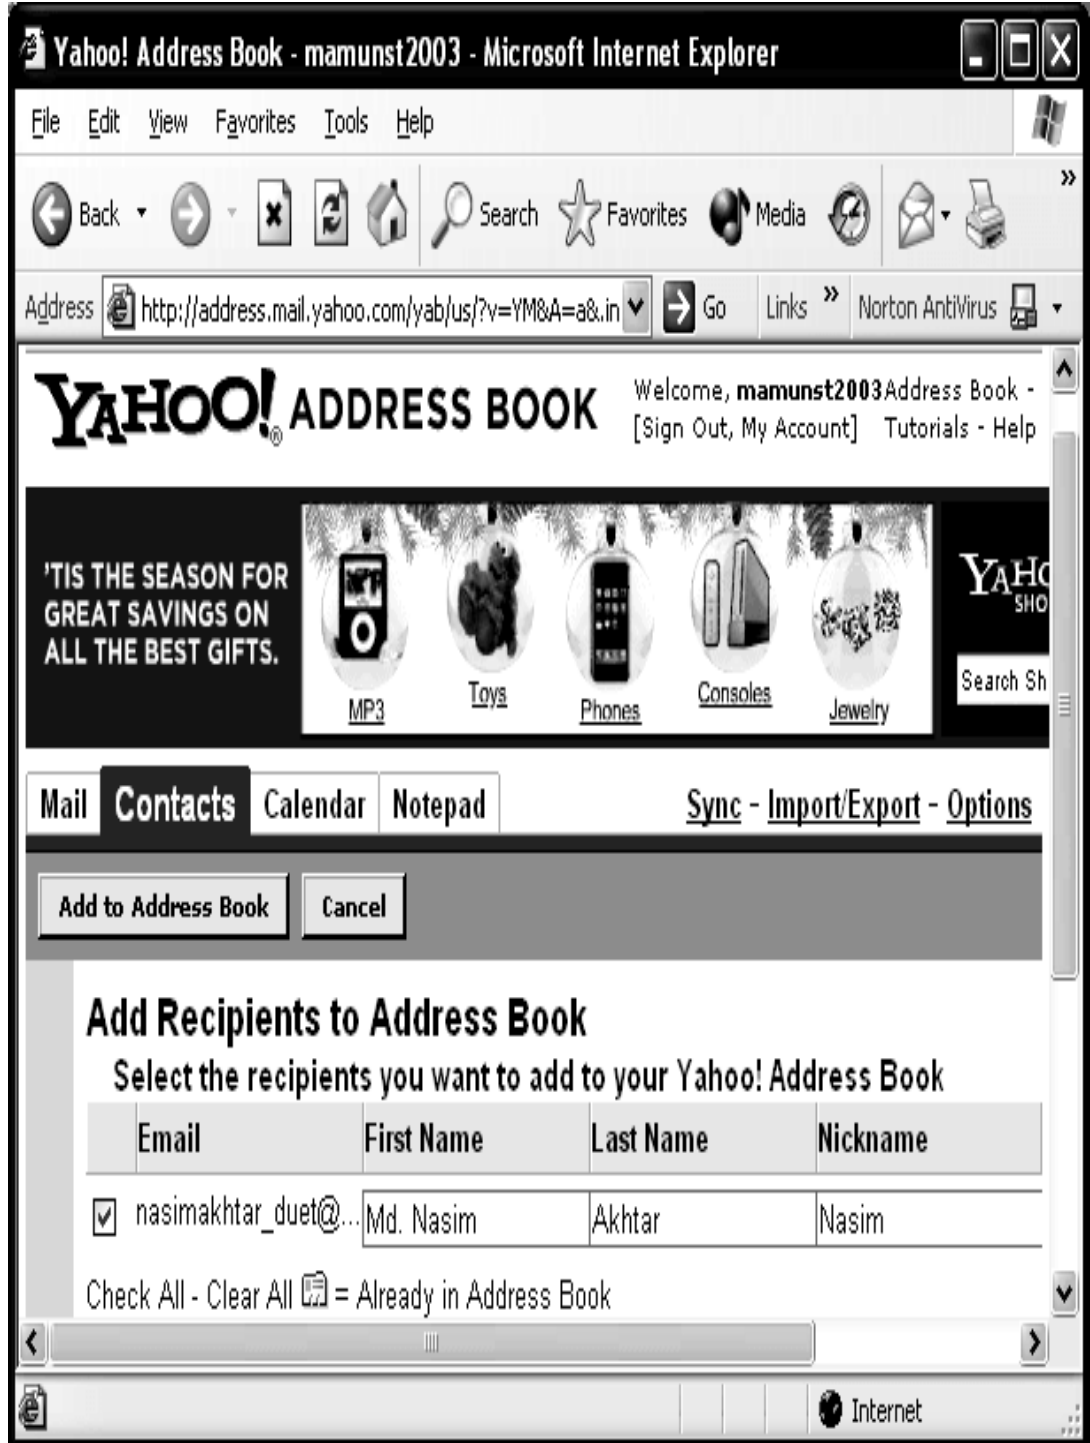 Yahoo! Address Book - mamunst2003 - Microsoft Internet Explorer
File Edit View Favorites Tools Help
Back Search Favorites Media »
Address http://address.mail.yahoo.com/yab/us/?v=YM&A=a&.in Go Links » Norton AntiVirus
YAHOO!® ADDRESS BOOK
Welcome, mamunst2003 Address Book -
[Sign Out, My Account] Tutorials - Help
'TIS THE SEASON FOR
GREAT SAVINGS ON
ALL THE BEST GIFTS.
MP3 Toys Phones Consoles Jewelry
YAHO
SHO
Search Sh
Mail Contacts Calendar Notepad Sync - Import/Export - Options
Add to Address Book Cancel
Add Recipients to Address Book
Select the recipients you want to add to your Yahoo! Address Book
Email First Name Last Name Nickname
nasimakhtar_duet@... Md. Nasim Akhtar Nasim
Check All - Clear All = Already in Address Book
Internet